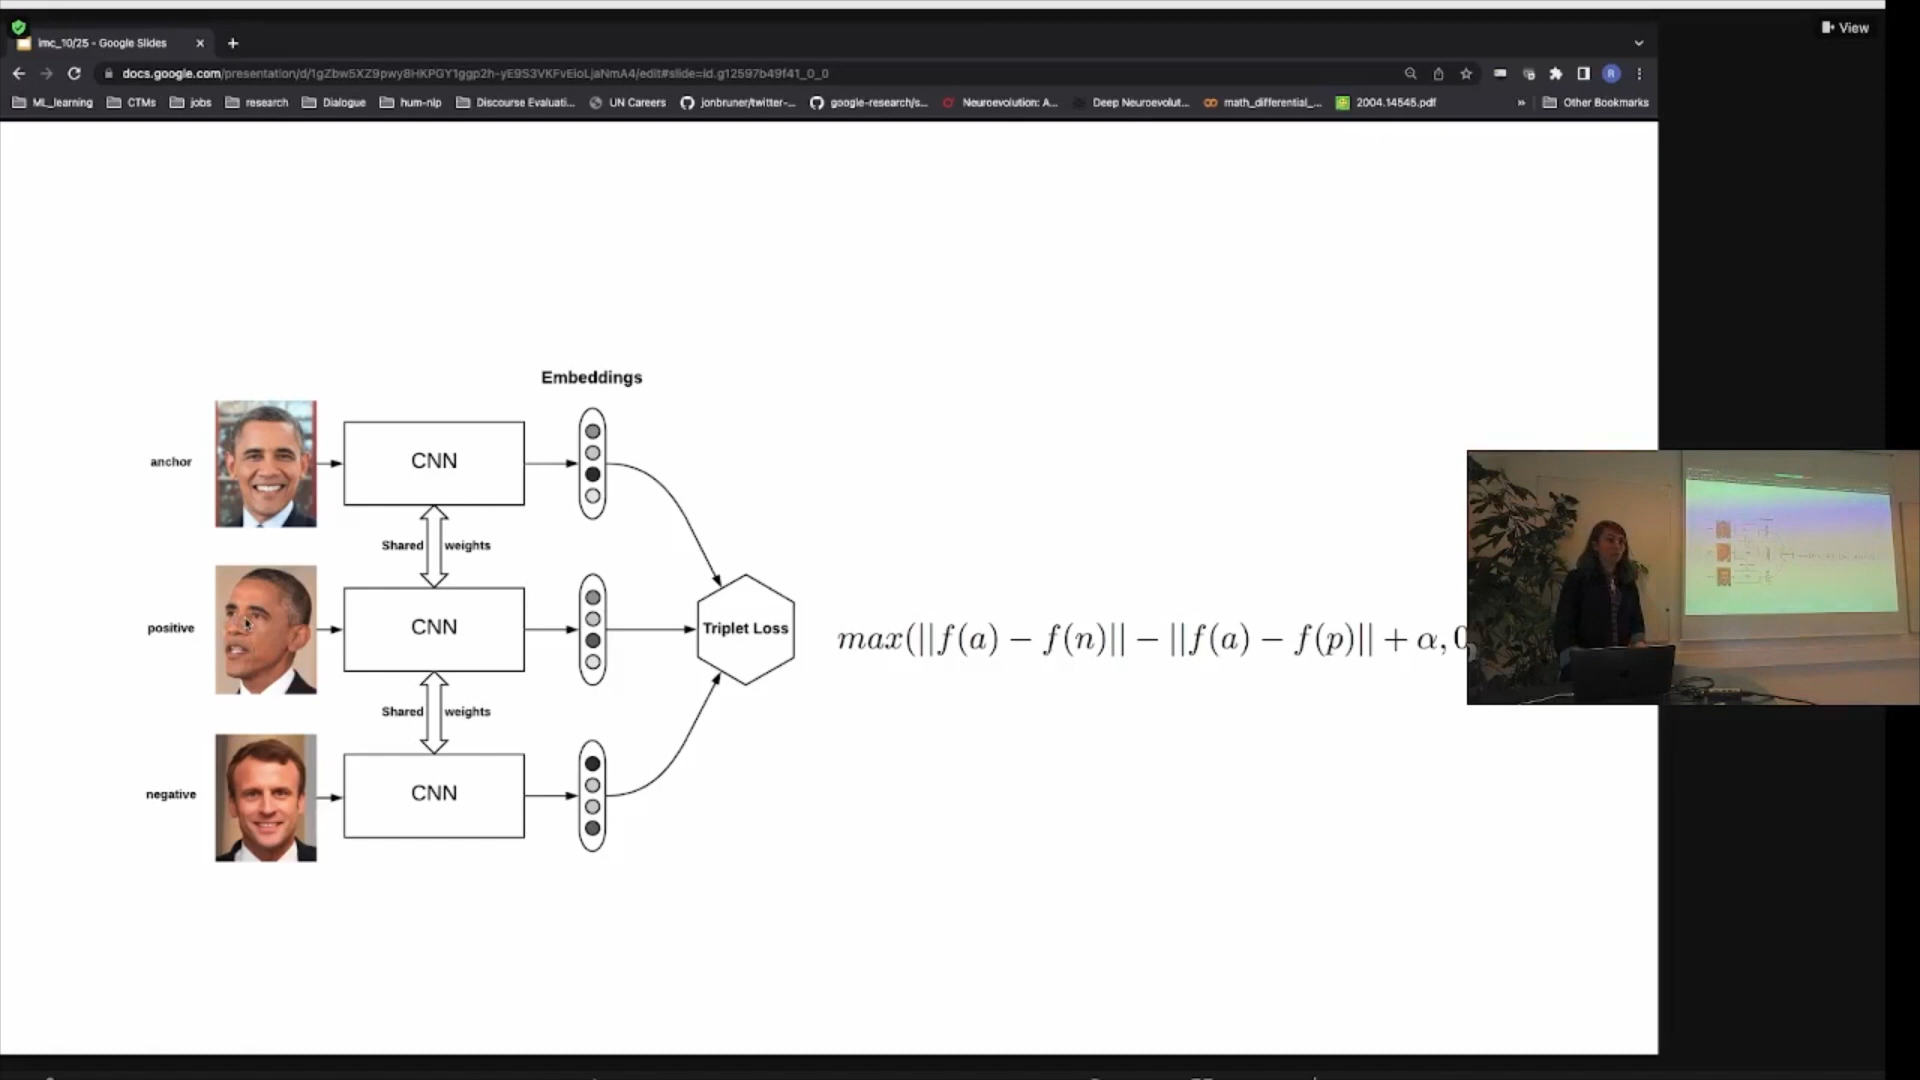 View
imc_10/25 - Google Slides
docs.google.com/presentation/d/1gZbw5XZ9pwy8HKPGY1ggp2h-yE9S3VKFvEioLjaNmA4/edit#slide=id.g12597b49f41_0_0
ML_learning CTMs jobs research Dialogue hum-nlp Discourse Evaluati... UN Careers jonbruner/twitter-... google-research/s... Neuroevolution: A... Deep Neuroevolut... math_differential_... 2004.14545.pdf » Other Bookmarks
Embeddings
anchor CNN
Shared weights
positive CNN Triplet Loss max(||f(a) − f(n)|| − ||f(a) − f(p)|| + α, 0
Shared weights
negative CNN